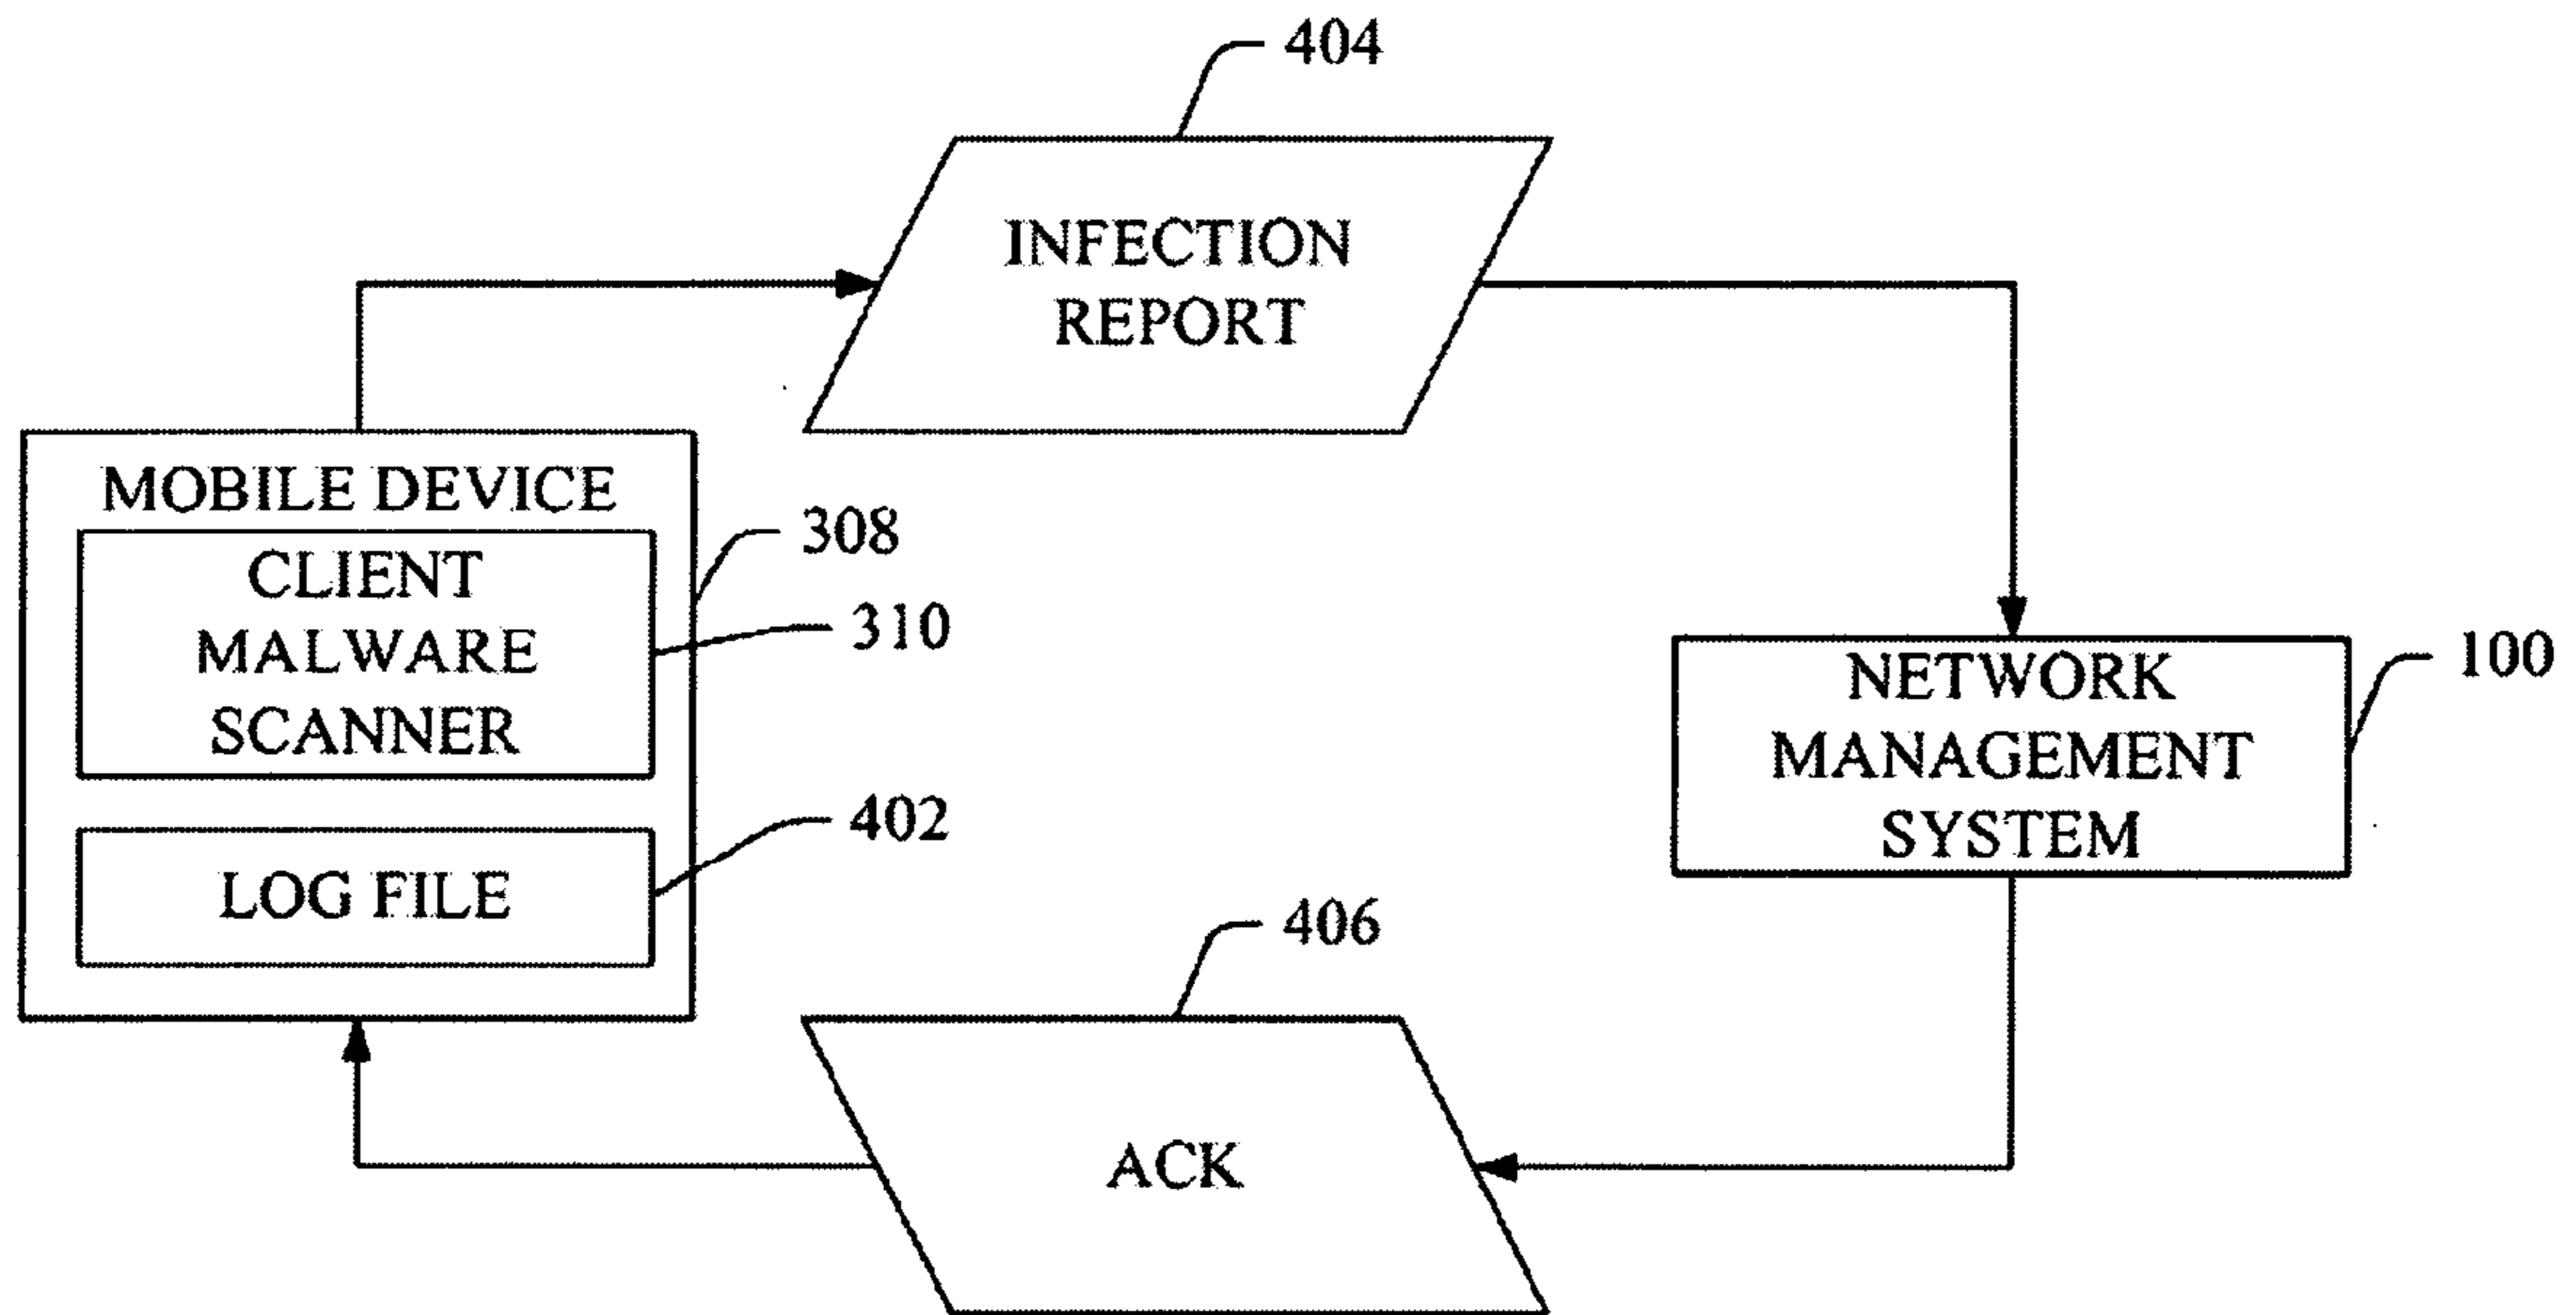 404
INFECTION
REPORT
MOBILE DEVICE
308
CLIENT
MALWARE
SCANNER
310
402
LOG FILE
NETWORK
MANAGEMENT
SYSTEM
100
406
ACK